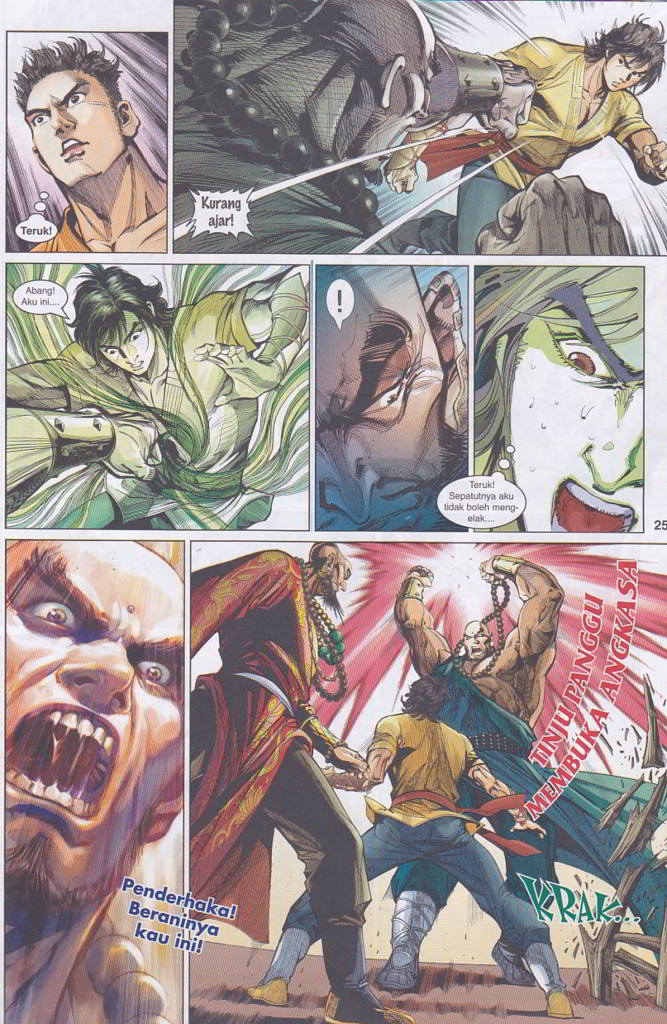 Teruk!
Kurang
ajar!
Abang!
Aku ini....
!
Teruk!
Sepatutnya aku
tidak boleh meng-
elak....
25
Penderhaka!
Beraninya
kau ini!
TINJU PANGGU
MEMBUKA ANGKASA
KRAK...